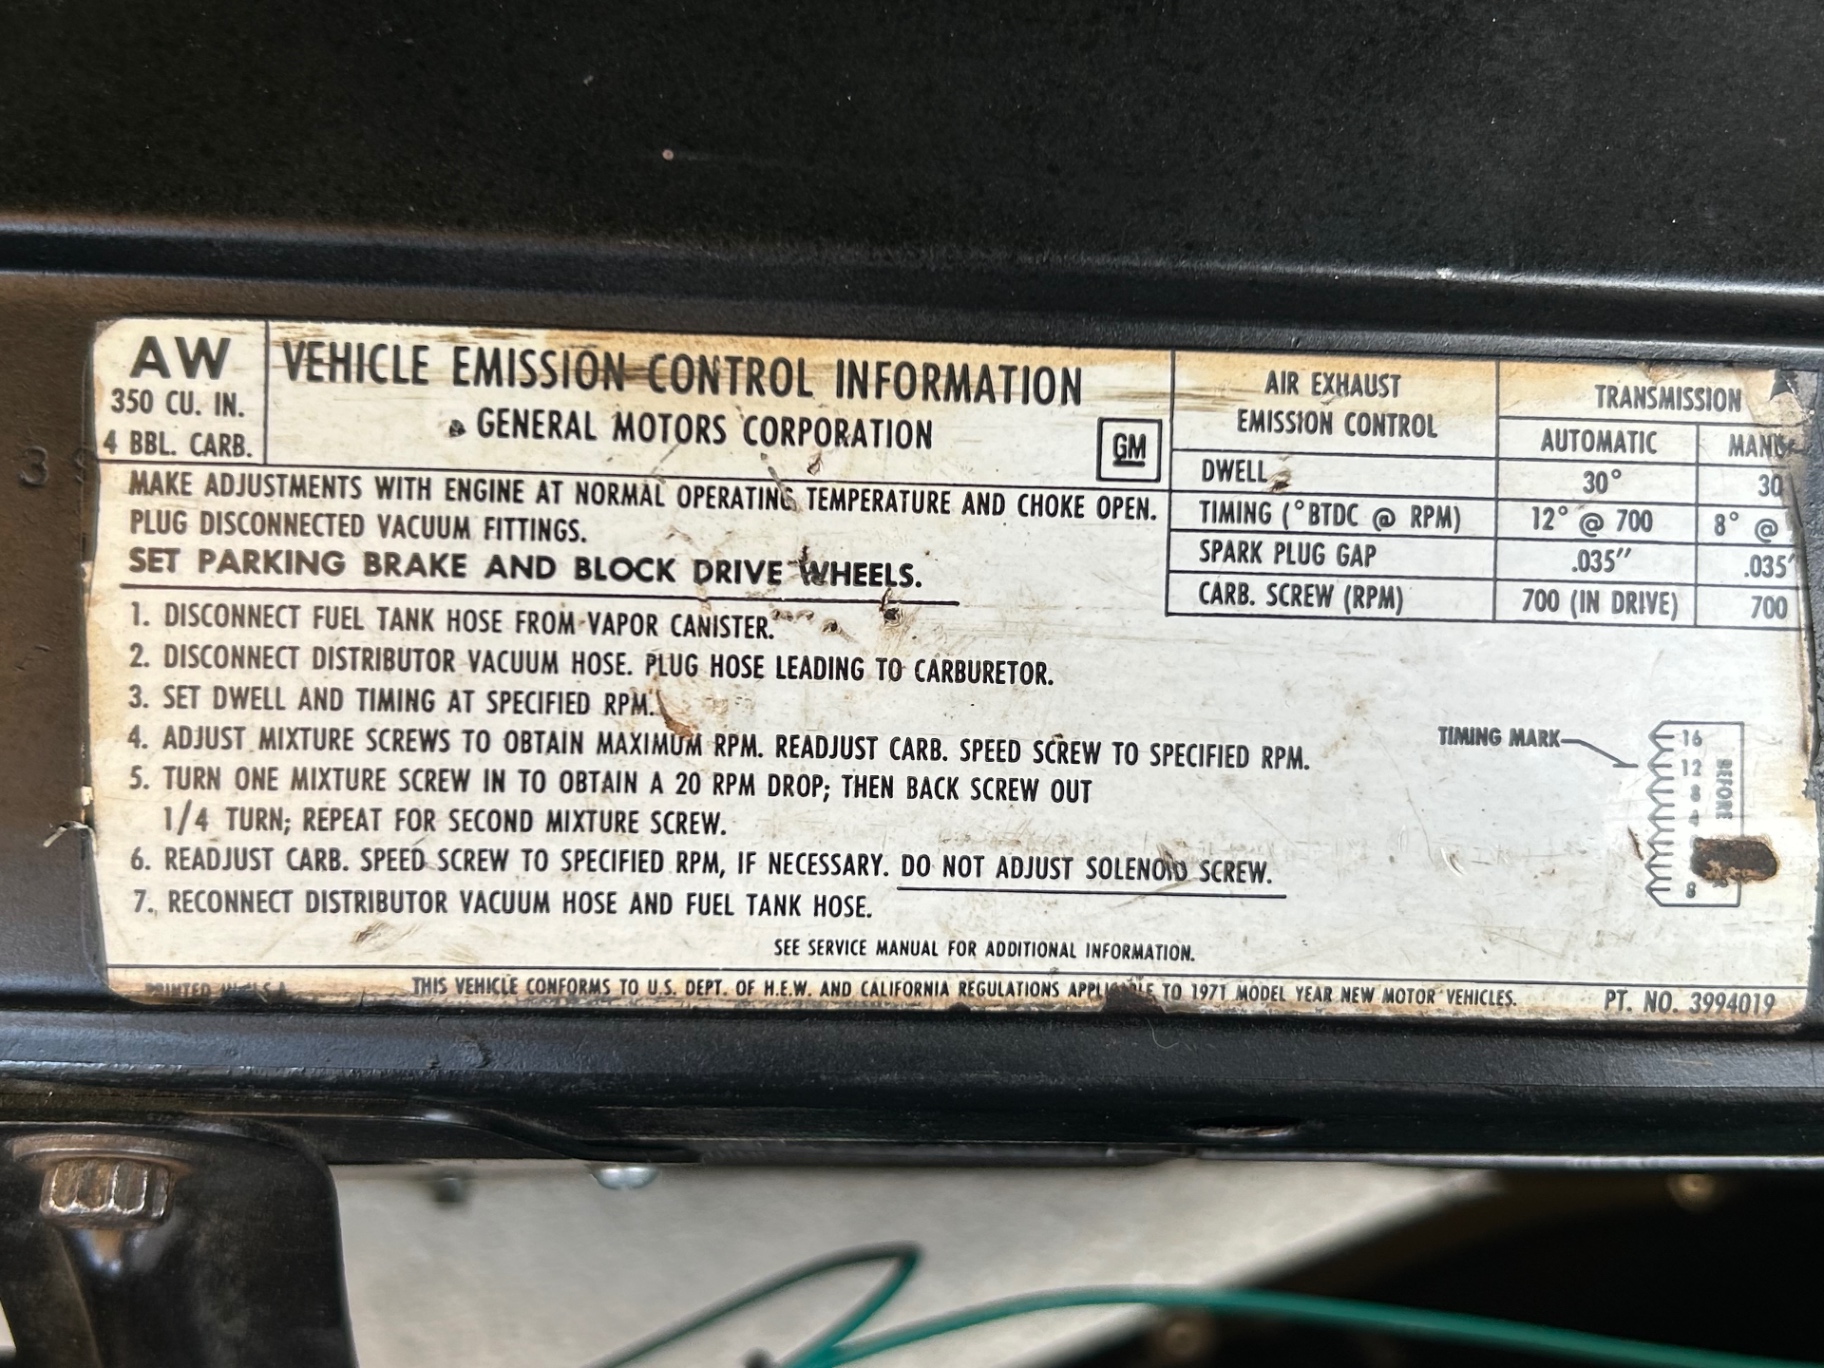 AW
350 CU. IN.
4 BBL. CARB.
VEHICLE EMISSION CONTROL INFORMATION
GENERAL MOTORS CORPORATION
GM
MAKE ADJUSTMENTS WITH ENGINE AT NORMAL OPERATING TEMPERATURE AND CHOKE OPEN.
PLUG DISCONNECTED VACUUM FITTINGS.
SET PARKING BRAKE AND BLOCK DRIVE WHEELS.
AIR EXHAUST TRANSMISSION
EMISSION CONTROL AUTOMATIC MANU
DWELL 30° 30
TIMING (°BTDC @ RPM) 12° @ 700 8° @
SPARK PLUG GAP .035" .035"
CARB. SCREW (RPM) 700 (IN DRIVE) 700
1. DISCONNECT FUEL TANK HOSE FROM VAPOR CANISTER.
2. DISCONNECT DISTRIBUTOR VACUUM HOSE. PLUG HOSE LEADING TO CARBURETOR.
3. SET DWELL AND TIMING AT SPECIFIED RPM.
4. ADJUST MIXTURE SCREWS TO OBTAIN MAXIMUM RPM. READJUST CARB. SPEED SCREW TO SPECIFIED RPM.
5. TURN ONE MIXTURE SCREW IN TO OBTAIN A 20 RPM DROP; THEN BACK SCREW OUT
1/4 TURN; REPEAT FOR SECOND MIXTURE SCREW.
6. READJUST CARB. SPEED SCREW TO SPECIFIED RPM, IF NECESSARY. DO NOT ADJUST SOLENOID SCREW.
7. RECONNECT DISTRIBUTOR VACUUM HOSE AND FUEL TANK HOSE.
TIMING MARK
16
12
8
4
8
BEFORE
SEE SERVICE MANUAL FOR ADDITIONAL INFORMATION.
PRINTED IN U.S.A.
THIS VEHICLE CONFORMS TO U.S. DEPT. OF H.E.W. AND CALIFORNIA REGULATIONS APPLICABLE TO 1971 MODEL YEAR NEW MOTOR VEHICLES.
PT. NO. 3994019
3